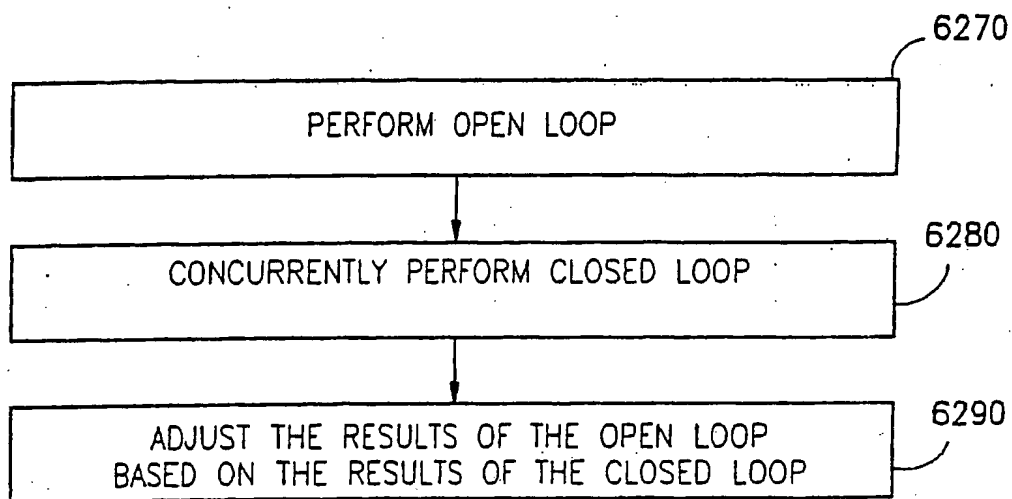 6270
PERFORM OPEN LOOP
6280
CONCURRENTLY PERFORM CLOSED LOOP
6290
ADJUST THE RESULTS OF THE OPEN LOOP
BASED ON THE RESULTS OF THE CLOSED LOOP